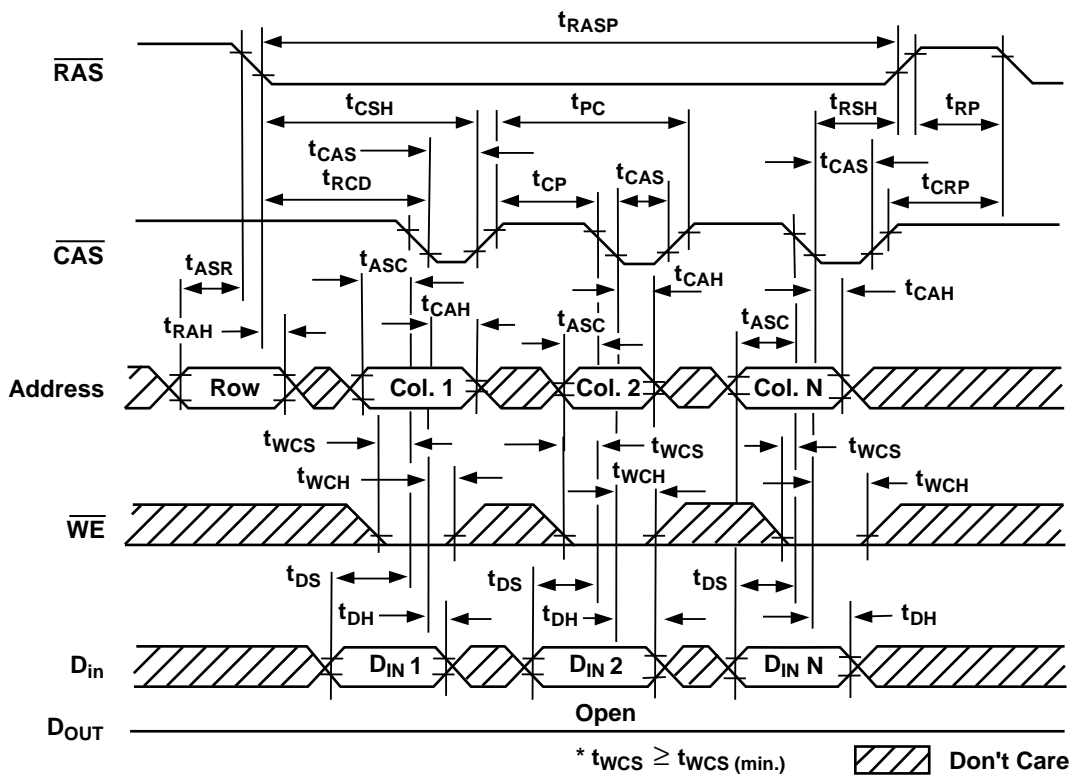 tRASP
RAS
tCSH tPC tRSH tRP
tCAS tCAS tCAS
tRCD tCP tCRP
CAS
tASR tASC tCAH tCAH
tRAH tCAH tASC tASC
Address Row Col. 1 Col. 2 Col. N
tWCS tWCS tWCS
tWCH tWCH tWCH
WE
tDS tDS tDS
tDH tDH tDH
Din DIN 1 DIN 2 DIN N
Open
DOUT
* tWCS ≥ tWCS (min.) Don't Care